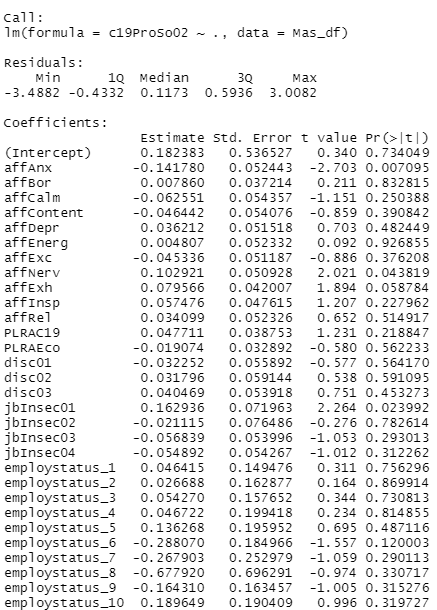 Call:
lm(formula = c19ProSo02 ~ ., data = Mas_df)
Residuals:
Min 1Q Median 3Q Max
-3.4882 -0.4332 0.1173 0.5936 3.0082
Coefficients:
Estimate Std. Error t value Pr(>|t|)
(Intercept) 0.182383 0.536527 0.340 0.734049
affAnx -0.141780 0.052443 -2.703 0.007095
affBor 0.007860 0.037214 0.211 0.832815
affCalm -0.062551 0.054357 -1.151 0.250388
affContent -0.046442 0.054076 -0.859 0.390842
affDepr 0.036212 0.051518 0.703 0.482449
affEnerg 0.004807 0.052332 0.092 0.926855
affExc -0.045336 0.051187 -0.886 0.376208
affNerv 0.102921 0.050928 2.021 0.043819
affExh 0.079566 0.042007 1.894 0.058784
affInsp 0.057476 0.047615 1.207 0.227962
affRel 0.034099 0.052326 0.652 0.514917
PLRAC19 0.047711 0.038753 1.231 0.218847
PLRAEco -0.019074 0.032892 -0.580 0.562233
disc01 -0.032252 0.055892 -0.577 0.564170
disc02 0.031796 0.059144 0.538 0.591095
disc03 0.040469 0.053918 0.751 0.453273
jbInsec01 0.162936 0.071963 2.264 0.023992
jbInsec02 -0.021115 0.076486 -0.276 0.782614
jbInsec03 -0.056839 0.053996 -1.053 0.293013
jbInsec04 -0.054892 0.054267 -1.012 0.312262
employstatus_1 0.046415 0.149476 0.311 0.756296
employstatus_2 0.026688 0.162877 0.164 0.869914
employstatus_3 0.054270 0.157652 0.344 0.730813
employstatus_4 0.046722 0.199418 0.234 0.814855
employstatus_5 0.136268 0.195952 0.695 0.487116
employstatus_6 -0.288070 0.184966 -1.557 0.120003
employstatus_7 -0.267903 0.252979 -1.059 0.290113
employstatus_8 -0.677920 0.696291 -0.974 0.330717
employstatus_9 -0.164310 0.163457 -1.005 0.315276
employstatus_10 0.189649 0.190409 0.996 0.319727